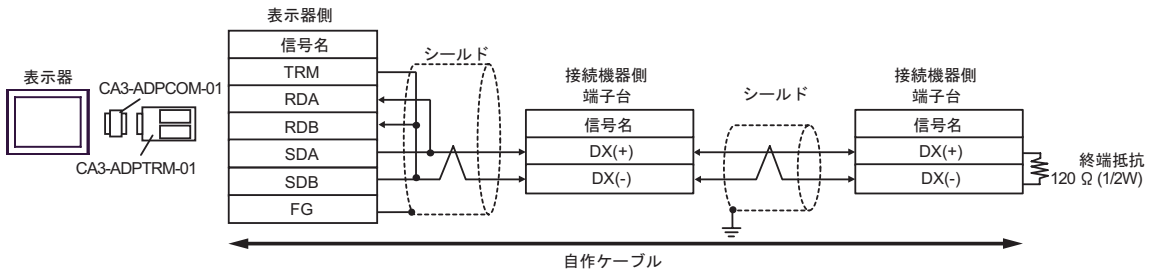 表示器
CA3-ADPCOM-01
CA3-ADPTRM-01
表示器側
信号名
TRM
RDA
RDB
SDA
SDB
FG
シールド
接続機器側
端子台
信号名
DX(+)
DX(-)
シールド
接続機器側
端子台
信号名
DX(+)
DX(-)
終端抵抗
120 Ω (1/2W)
自作ケーブル